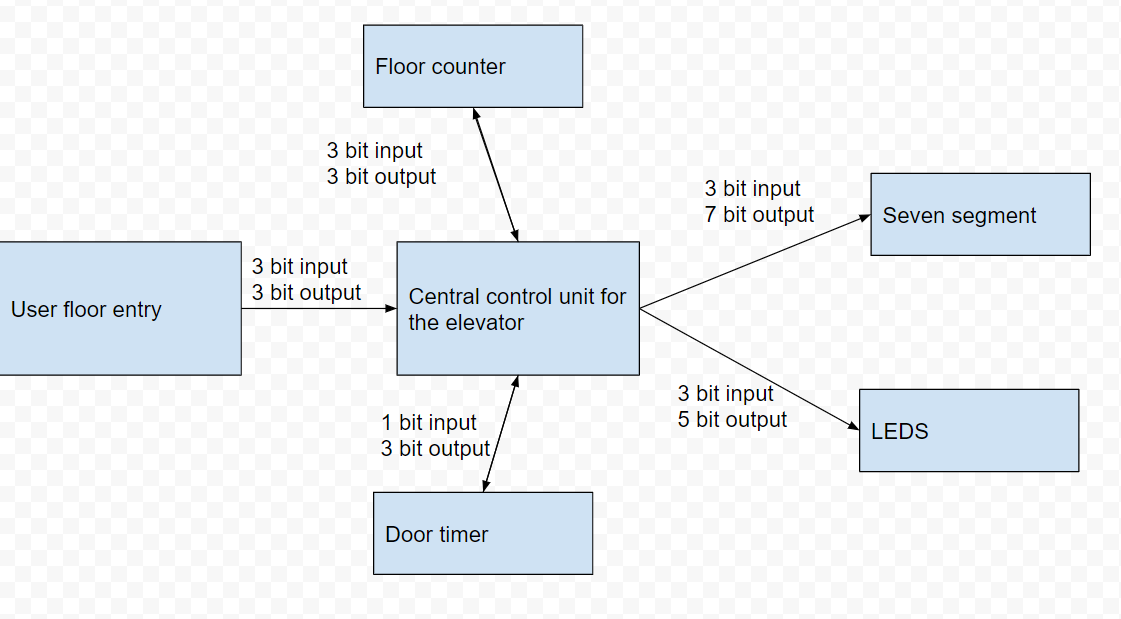 Floor counter
3 bit input
3 bit output
3 bit input
7 bit output
Seven segment
User floor entry
3 bit input
3 bit output
Central control unit for
the elevator
3 bit input
5 bit output
LEDS
1 bit input
3 bit output
Door timer